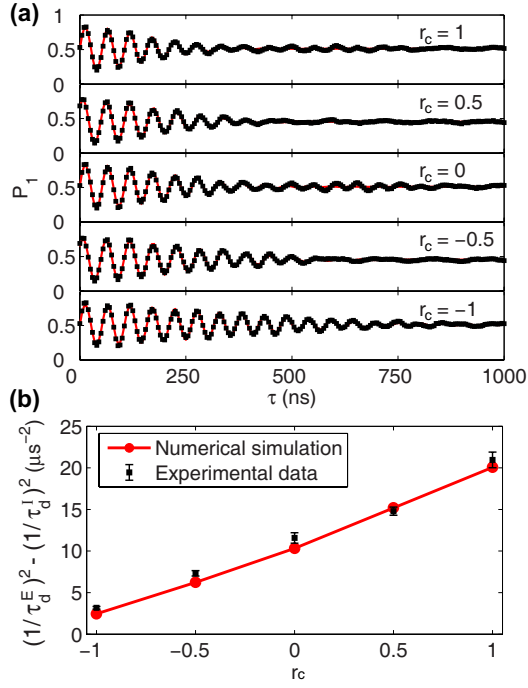 (a)
1
0.5
0
r_c = 1
0.5
0
r_c = 0.5
0.5
0
r_c = 0
0.5
0
r_c = −0.5
0.5
0
r_c = −1
P_1
0 250 500 750 1000
τ (ns)
(b)
25
20
15
10
5
0
Numerical simulation
Experimental data
(1/τ_d^E)^2 - (1/τ_d^I)^2 (μs^−2)
−1 −0.5 0 0.5 1
r_c